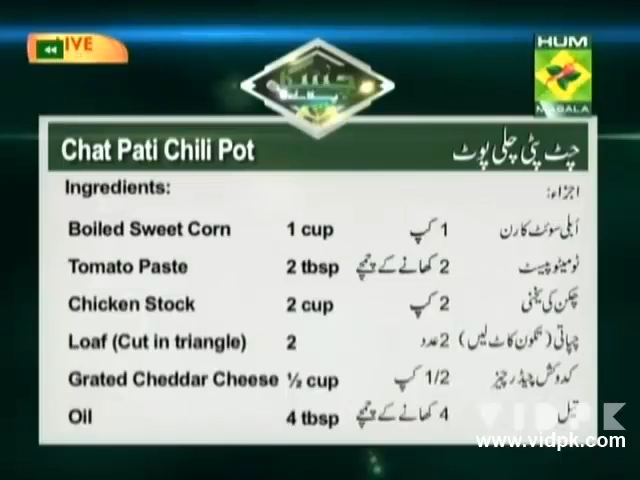 LIVE
HUM
MASALA
Chat Pati Chili Pot چٹ پٹی چلی پوٹ
Ingredients: اجزاء:
Boiled Sweet Corn 1 cup 1 کپ اُبلی سوئٹ کارن
Tomato Paste 2 tbsp 2 کھانے کے چمچے ٹومیٹو پیسٹ
Chicken Stock 2 cup 2 کپ چکن کی یخنی
Loaf (Cut in triangle) 2 2 عدد چپاتی (تکون کاٹ لیں)
Grated Cheddar Cheese ½ cup 1/2 کپ کدوکش چیڈر چیز
Oil 4 tbsp 4 کھانے کے چمچے تیل
VIDPK
www.vidpk.com